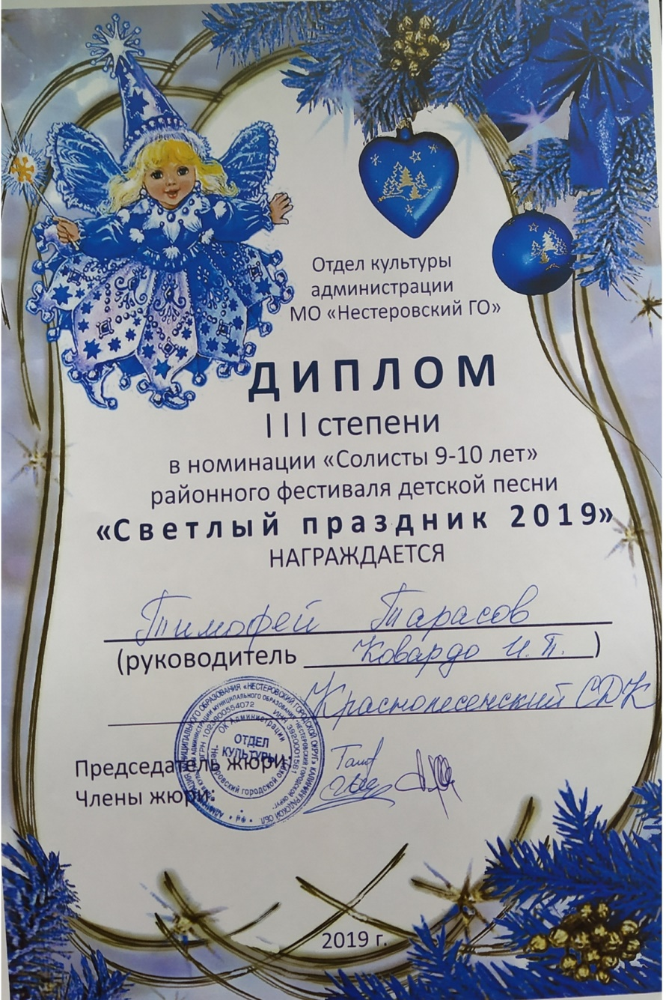 Отдел культуры
администрации
МО «Нестеровский ГО»
ДИПЛОМ
III степени
в номинации «Солисты 9-10 лет»
районного фестиваля детской песни
«Светлый праздник 2019»
НАГРАЖДАЕТСЯ
Тимофей Тарасов
(руководитель Ковардо И.П.)
Краснолесенский СДК
ОТДЕЛ
КУЛЬТУРЫ
Председатель жюри:
Члены жюри:
2019 г.